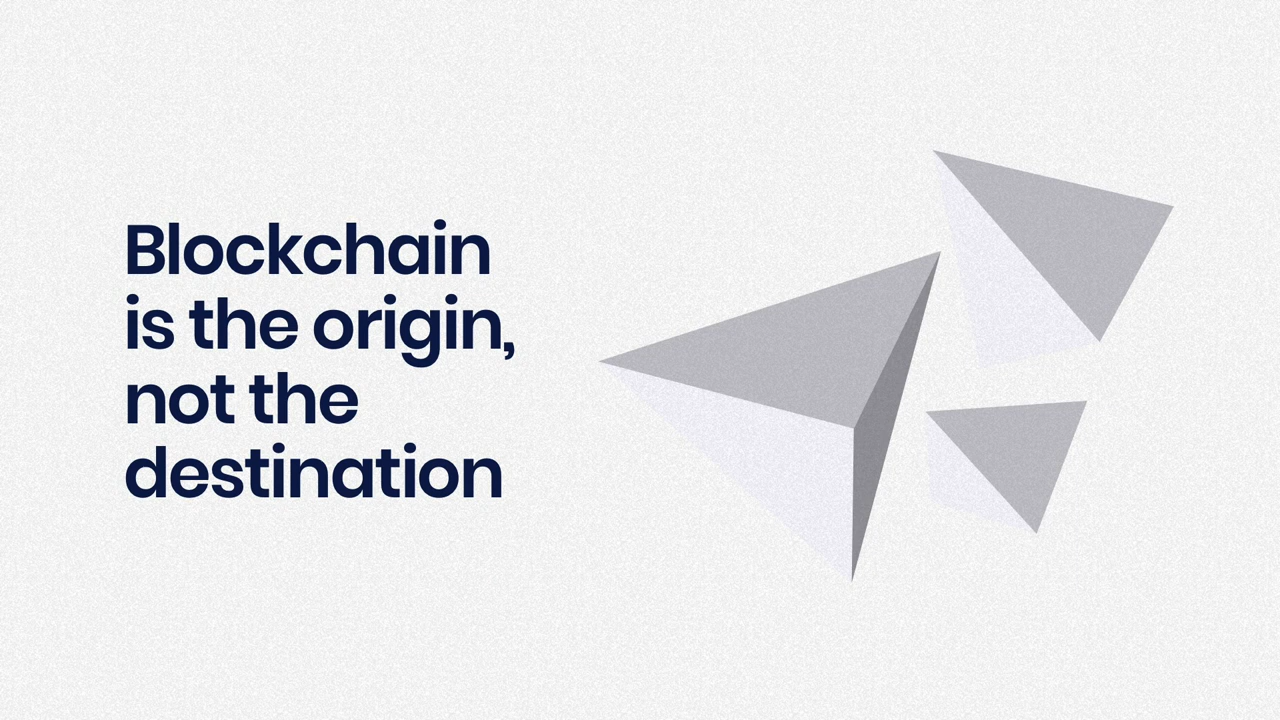 Blockchain
is the origin,
not the
destination